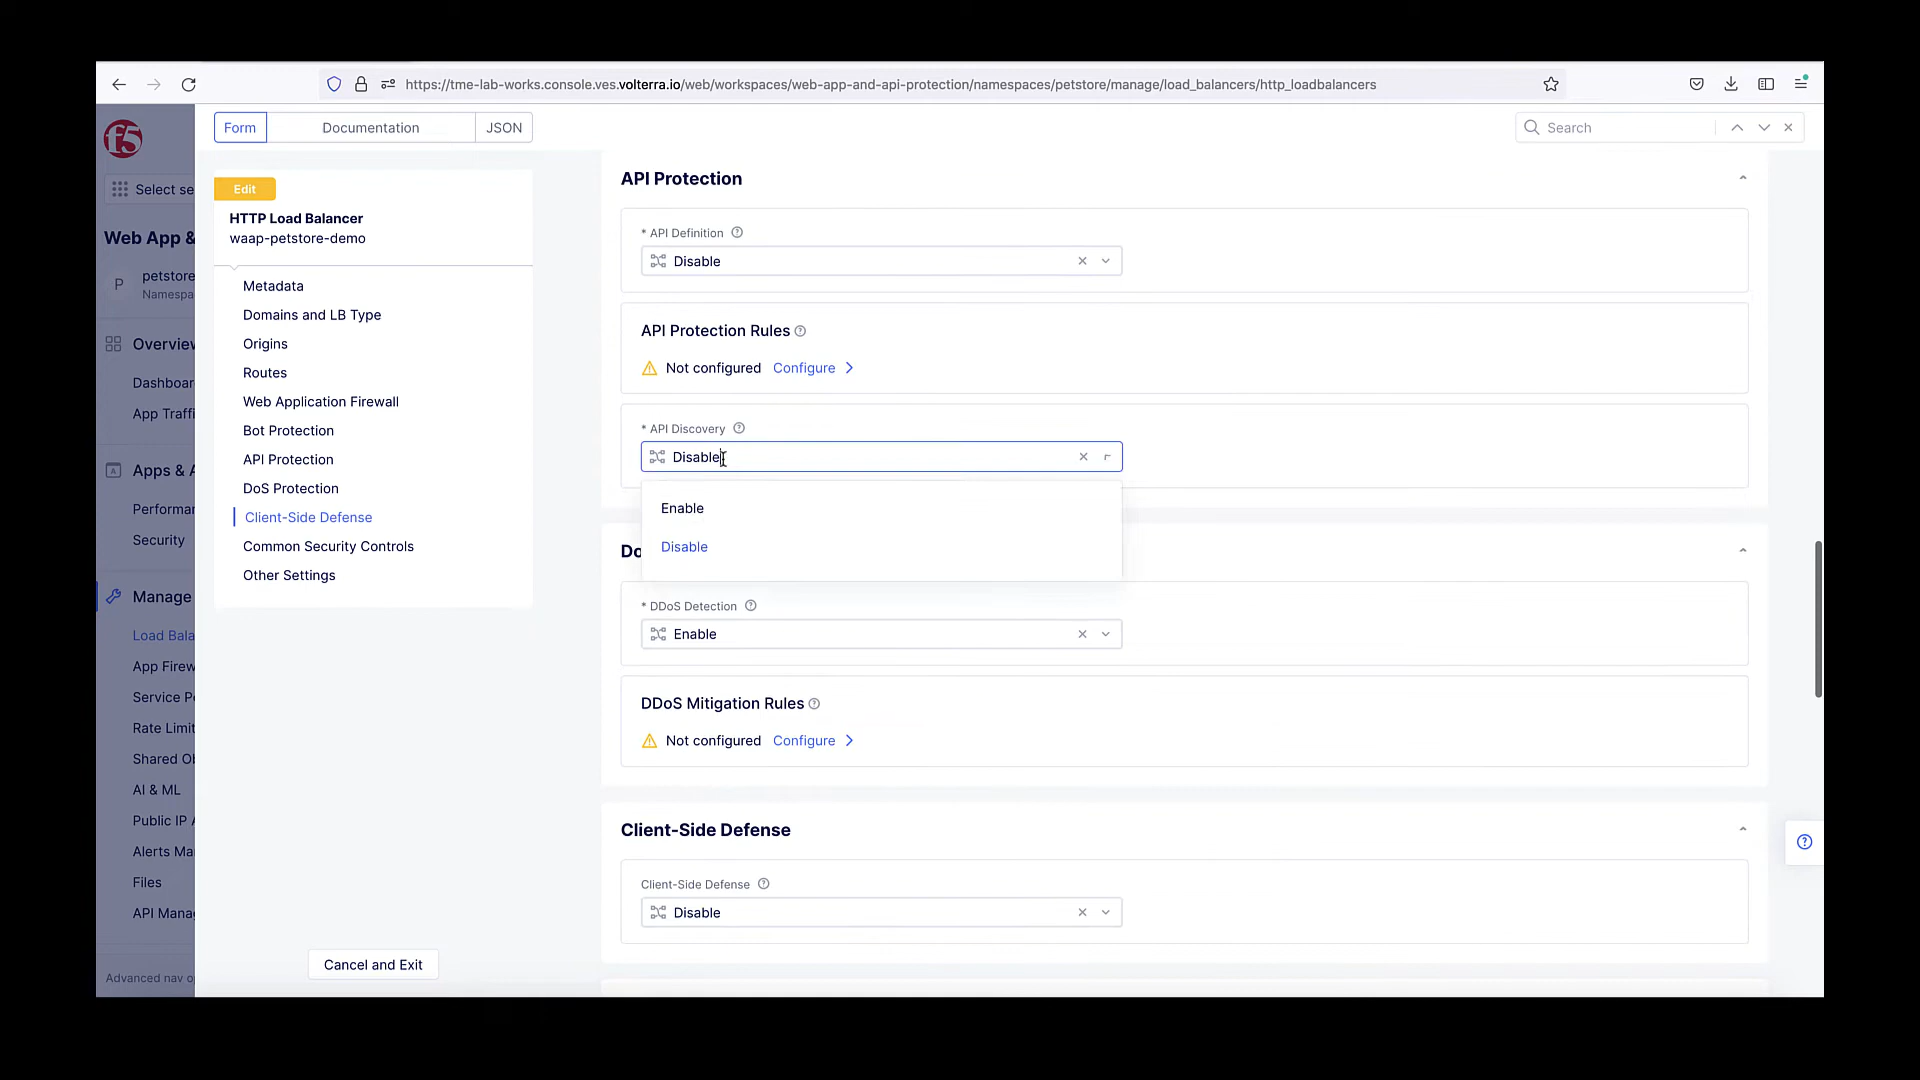 https://tme-lab-works.console.ves.volterra.io/web/workspaces/web-app-and-api-protection/namespaces/petstore/manage/load_balancers/http_loadbalancers
f5
Form
Documentation
JSON
Search
Select se
Web App &
P
petstore
Namespa
Overview
Dashboar
App Traffi
Apps & A
Performa
Security
Manage
Load Bala
App Firew
Service Po
Rate Limit
Shared Ob
AI & ML
Public IP A
Alerts Ma
Files
API Mana
Advanced nav op
Edit
HTTP Load Balancer
waap-petstore-demo
Metadata
Domains and LB Type
Origins
Routes
Web Application Firewall
Bot Protection
API Protection
DoS Protection
Client-Side Defense
Common Security Controls
Other Settings
Cancel and Exit
API Protection
* API Definition
Disable
API Protection Rules
Not configured Configure
* API Discovery
Disable
Enable
Disable
Do
* DDoS Detection
Enable
DDoS Mitigation Rules
Not configured Configure
Client-Side Defense
Client-Side Defense
Disable